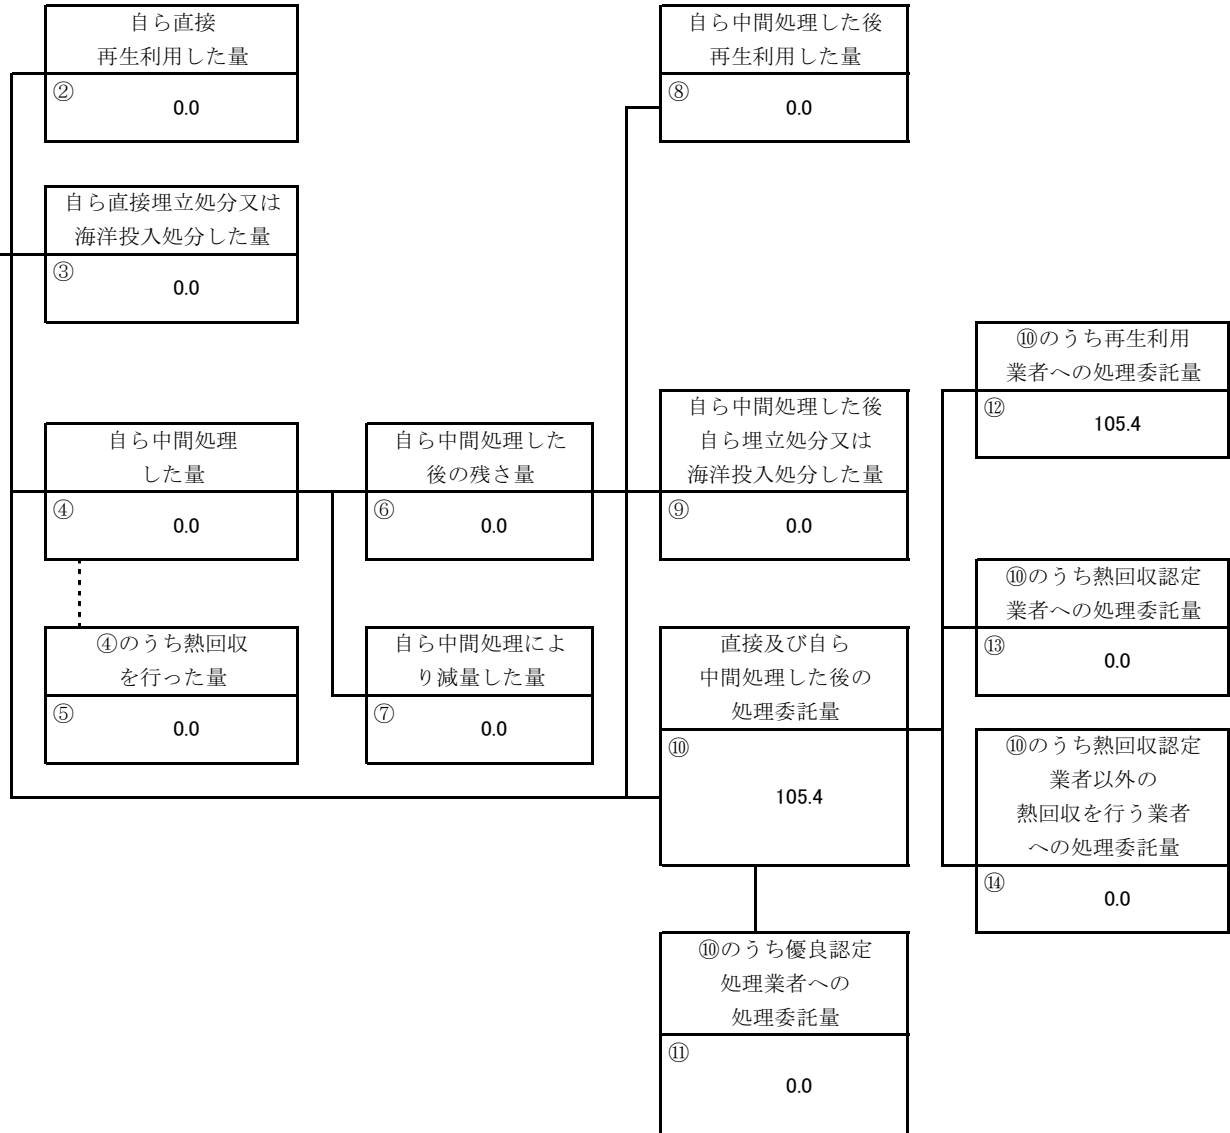 自ら直接
再生利用した量
②
0.0
自ら中間処理した後
再生利用した量
⑧
0.0
自ら直接埋立処分又は
海洋投入処分した量
③
0.0
⑩のうち再生利用
業者への処理委託量
⑫
105.4
自ら中間処理
した量
④
0.0
自ら中間処理した
後の残さ量
⑥
0.0
自ら中間処理した後
自ら埋立処分又は
海洋投入処分した量
⑨
0.0
⑩のうち熱回収認定
業者への処理委託量
⑬
0.0
④のうち熱回収
を行った量
⑤
0.0
自ら中間処理によ
り減量した量
⑦
0.0
直接及び自ら
中間処理した後の
処理委託量
⑩
105.4
⑩のうち熱回収認定
業者以外の
熱回収を行う業者
への処理委託量
⑭
0.0
⑩のうち優良認定
処理業者への
処理委託量
⑪
0.0